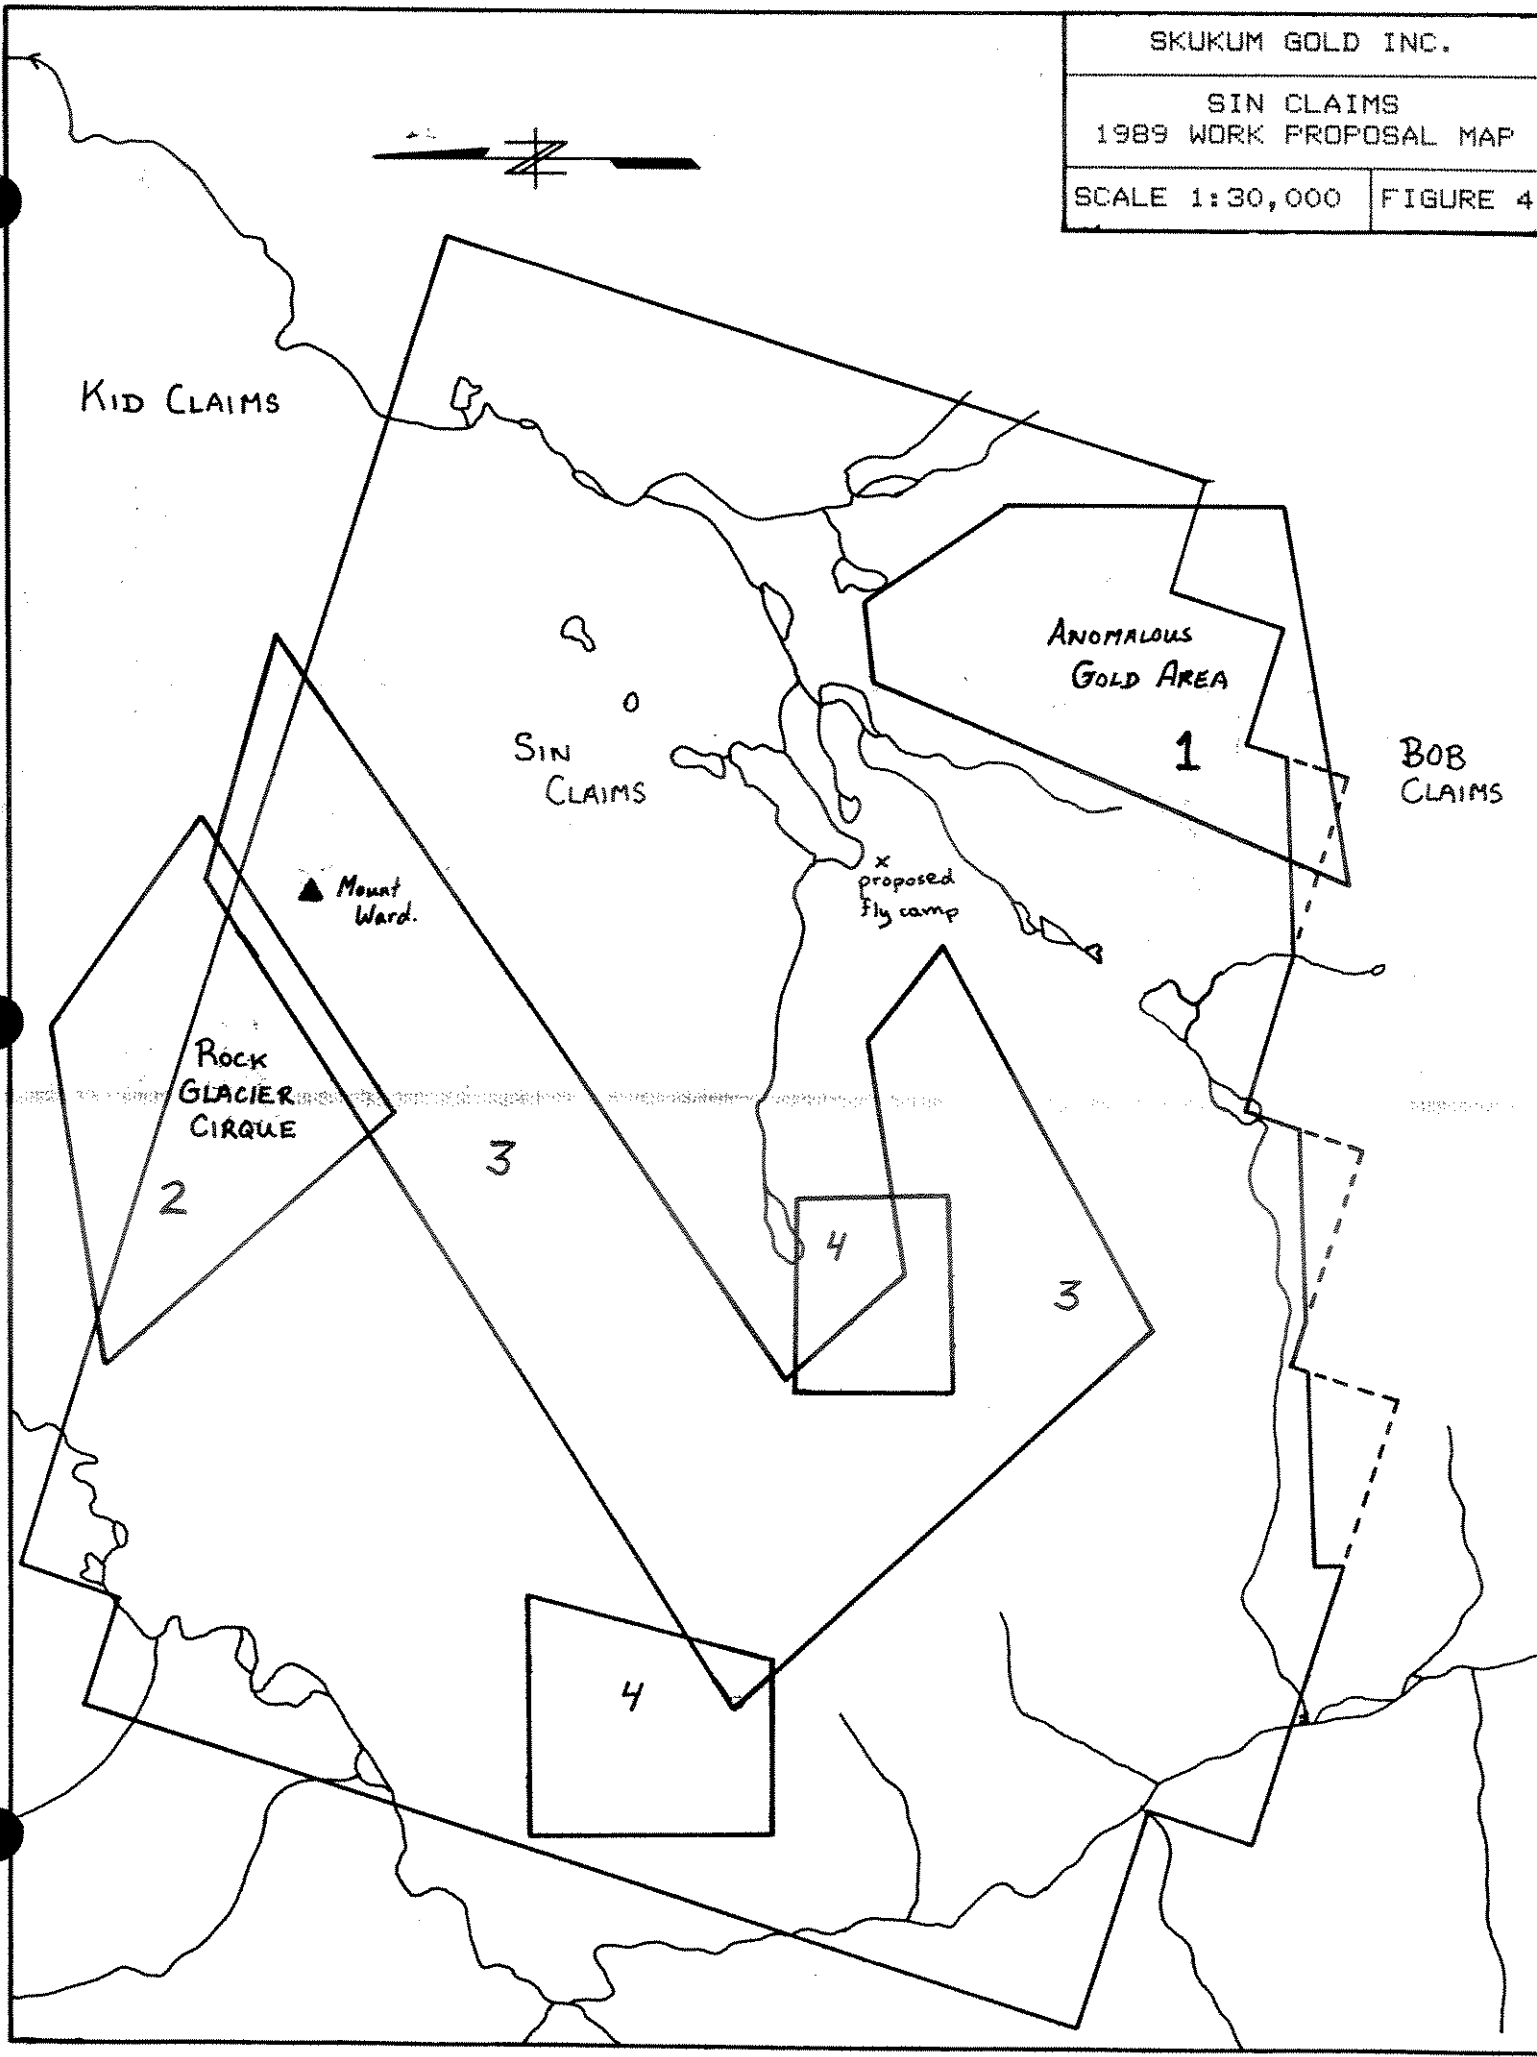 SKUKUM GOLD INC.
SIN CLAIMS
1989 WORK PROPOSAL MAP
SCALE 1:30,000
FIGURE 4
N
KID CLAIMS
ANOMALOUS
GOLD AREA
1
SIN
CLAIMS
BOB
CLAIMS
Mount
Ward.
x
proposed
fly camp
ROCK
GLACIER
CIRQUE
2
3
4
3
4